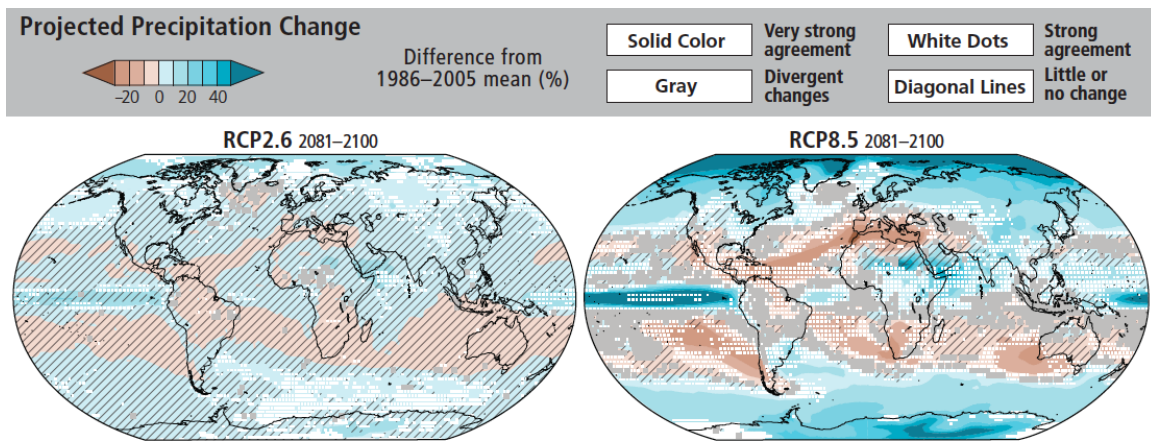 Projected Precipitation Change
Difference from
1986–2005 mean (%)
–20 0 20 40
Solid Color
Very strong
agreement
White Dots
Strong
agreement
Gray
Divergent
changes
Diagonal Lines
Little or
no change
RCP2.6 2081–2100
RCP8.5 2081–2100